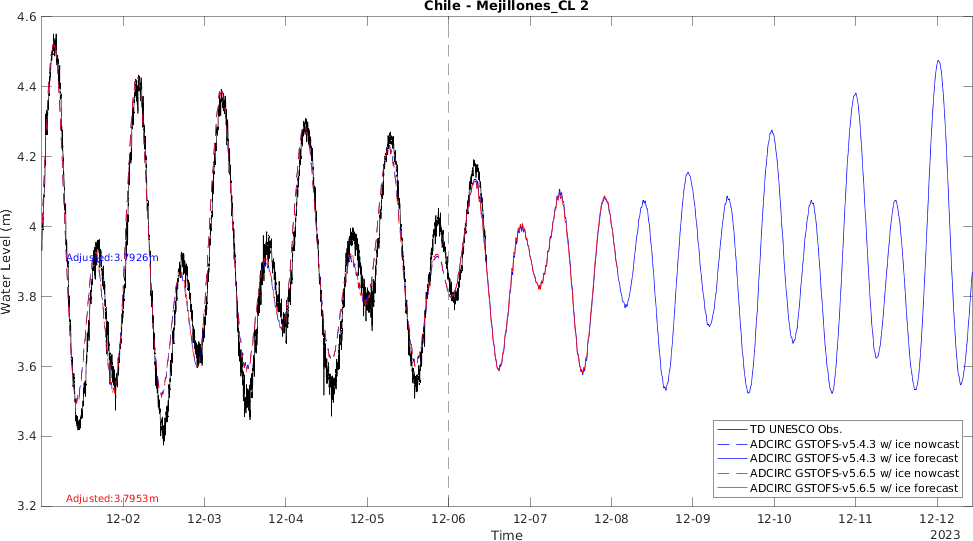 Chile - Mejillones_CL 2
4.6
4.4
4.2
4
3.8
3.6
3.4
3.2
Water Level (m)
Adjusted:3.7926m
Adjusted:3.7953m
TD UNESCO Obs.
ADCIRC GSTOFS-v5.4.3 w/ ice nowcast
ADCIRC GSTOFS-v5.4.3 w/ ice forecast
ADCIRC GSTOFS-v5.6.5 w/ ice nowcast
ADCIRC GSTOFS-v5.6.5 w/ ice forecast
12-02 12-03 12-04 12-05 12-06 12-07 12-08 12-09 12-10 12-11 12-12
2023
Time